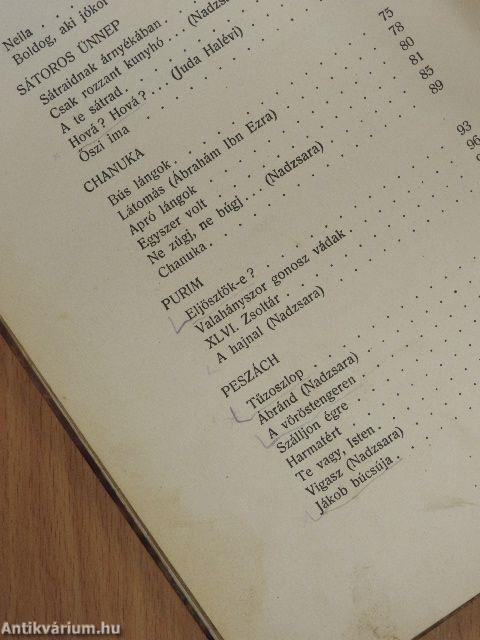 Neila . . .
Boldog, aki jóko
SÁTOROS ÜNNEP
Sátraidnak árnyékában . (Nadzs
Csak rozzant kunyhó . . . 75
A te sátrad . . . (Juda Halévi) 78
Hová? Hová? . . . 80
Őszi ima . . . 81
85
89
CHANUKA
Bús lángok . . .
Látomás (Ábrahám Ibn Ezra)
Apró lángok . . . 93
Egyszer volt . . . 96
Ne zúgj, ne búgj . . . (Nadzsara)
Chanuka . . .
PURIM
Eljösztök-e? . . .
Valahányszor gonosz vádak . . .
XLVI. Zsoltár . . .
A hajnal (Nadzsara)
PESZÁCH
Tűzoszlop . . .
Ábránd (Nadzsara)
A vöröstengeren . . .
Szálljon égre . . .
Harmatért . . .
Te vagy, Isten . . .
Vigasz (Nadzsara)
Jákob búcsúja . . .
Antikvárium.hu